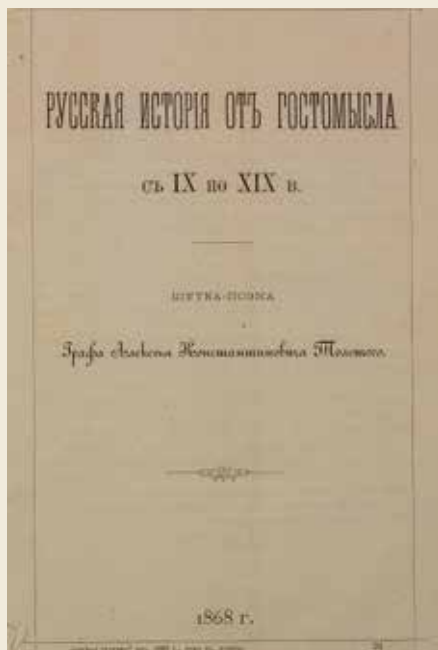 РУССКАЯ ИСТОРІЯ ОТЪ ГОСТОМЫСЛА
съ IX по XIX в.
ШУТКА-ПОЭМА
Графа Алексѣя Константиновича Толстого.
1868 г.